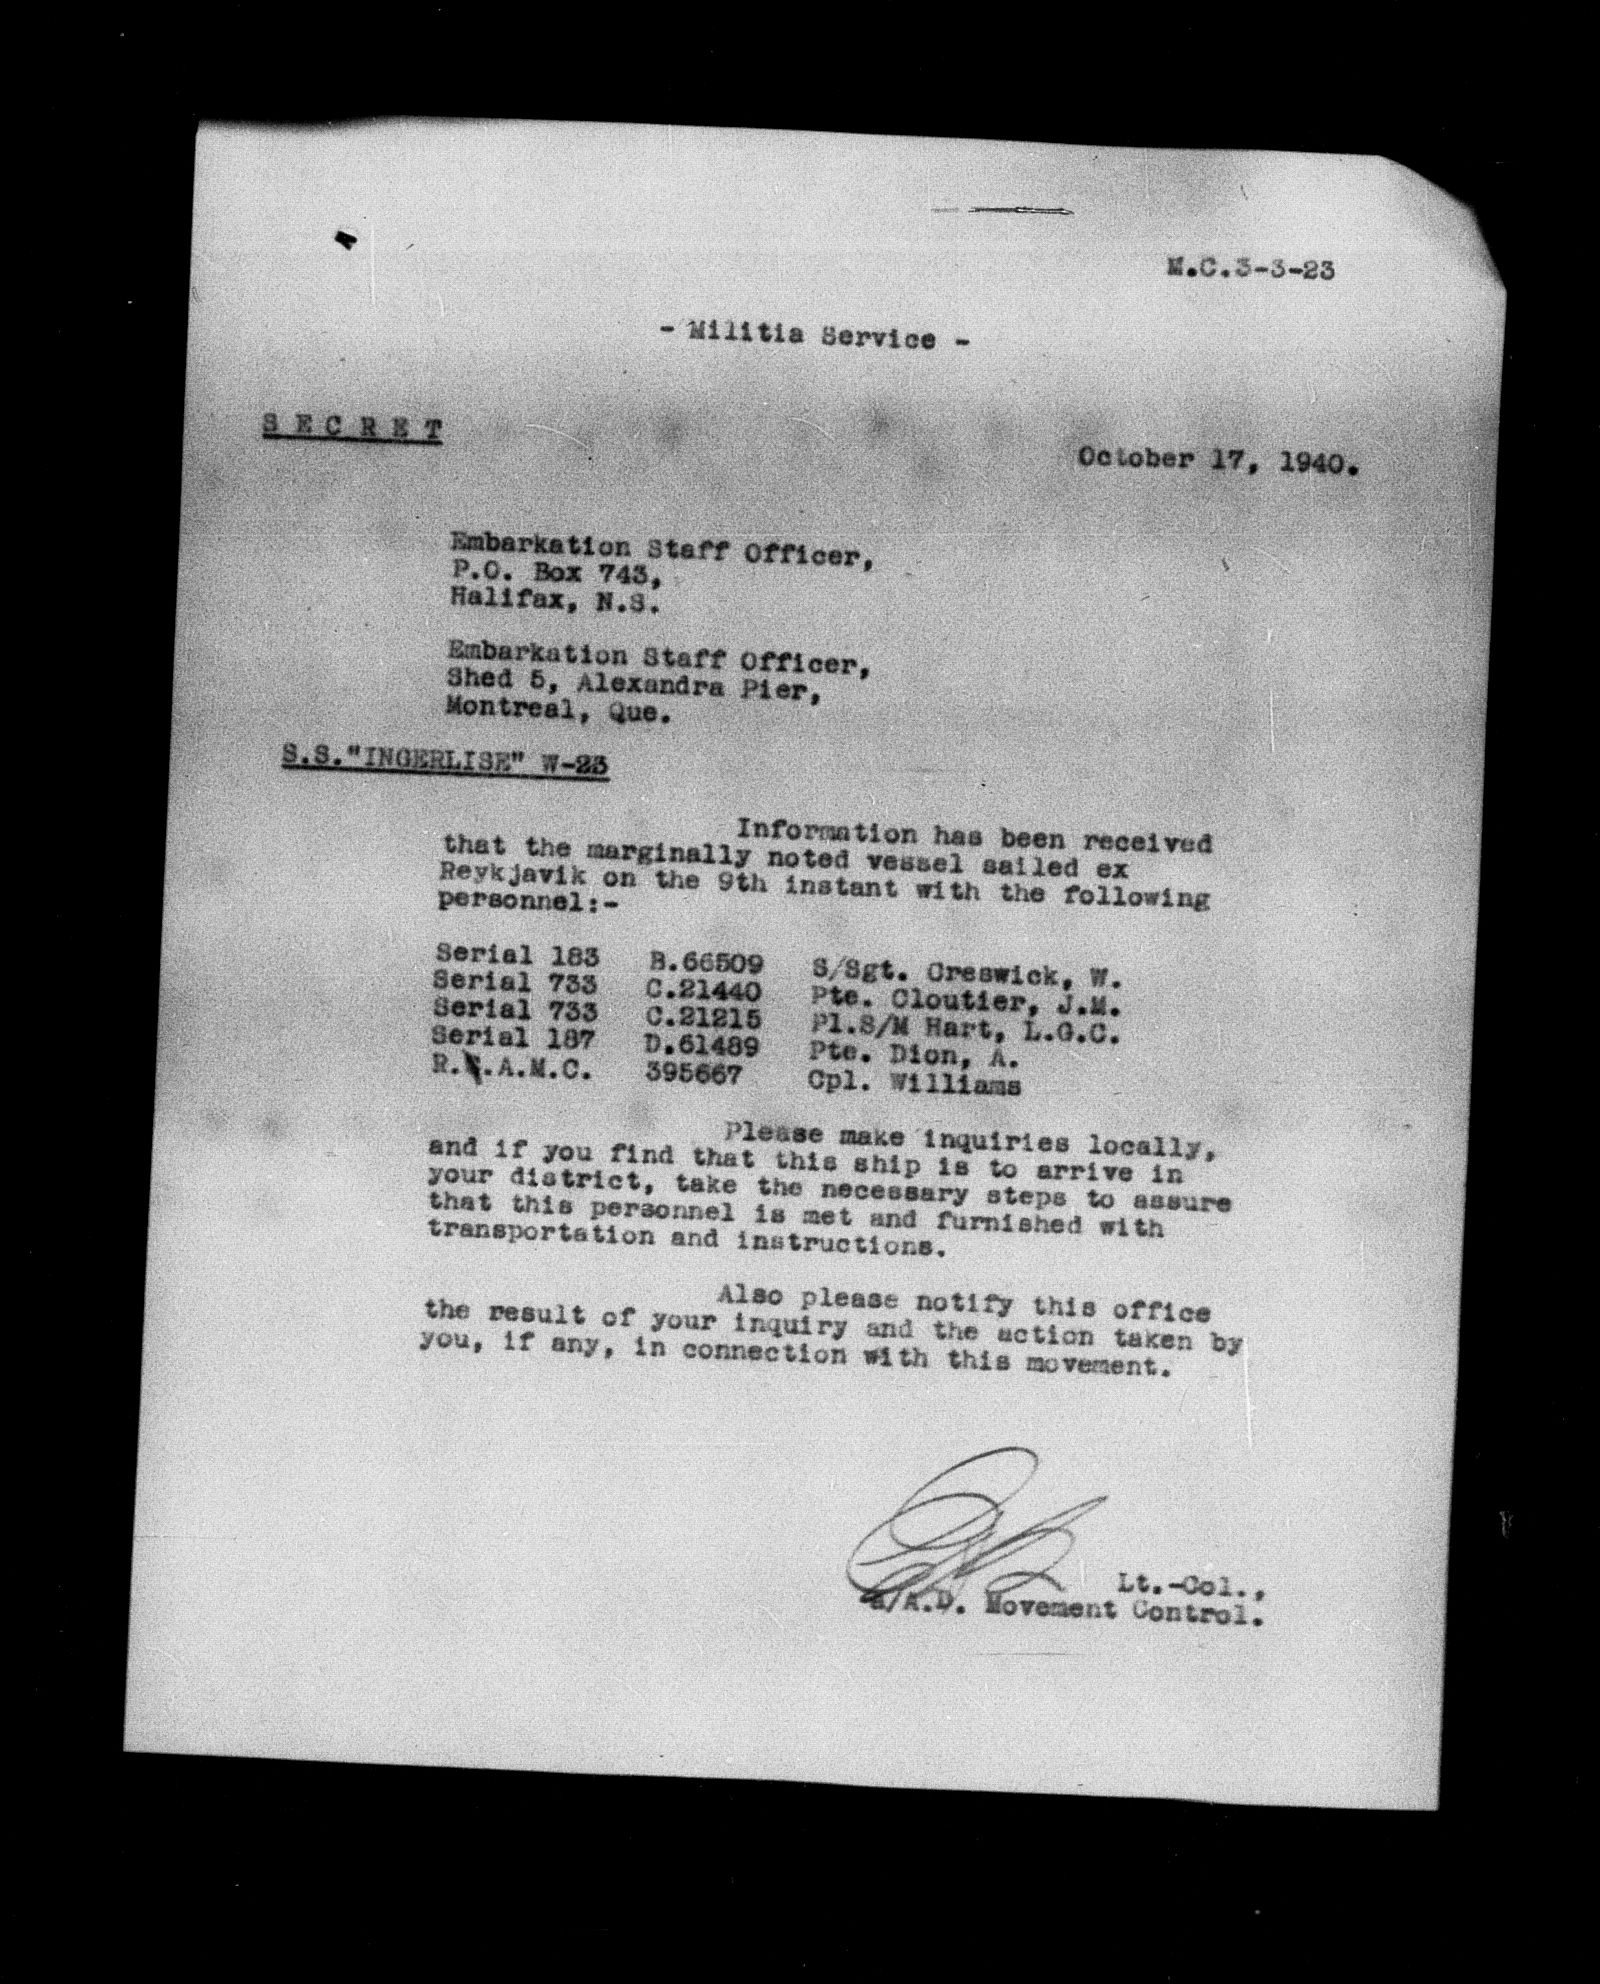 M.C.3-3-23
- Militia Service -
S E C R E T
October 17, 1940.
Embarkation Staff Officer,
P.O. Box 743,
Halifax, N.S.
Embarkation Staff Officer,
Shed 5, Alexandra Pier,
Montreal, Que.
S.S."INGERLISE" W-23
Information has been received
that the marginally noted vessel sailed ex
Reykjavik on the 9th instant with the following
personnel:-
Serial 183 B.66509 S/Sgt. Creswick, W.
Serial 733 C.21440 Pte. Cloutier, J.M.
Serial 733 C.21215 Pl.S/M Hart, L.G.C.
Serial 187 D.61489 Pte. Dion, A.
R. .A.M.C. 395667 Cpl. Williams
Please make inquiries locally,
and if you find that this ship is to arrive in
your district, take the necessary steps to assure
that this personnel is met and furnished with
transportation and instructions.
Also please notify this office
the result of your inquiry and the action taken by
you, if any, in connection with this movement.
Lt.-Col.,
a/A.D. Movement Control.